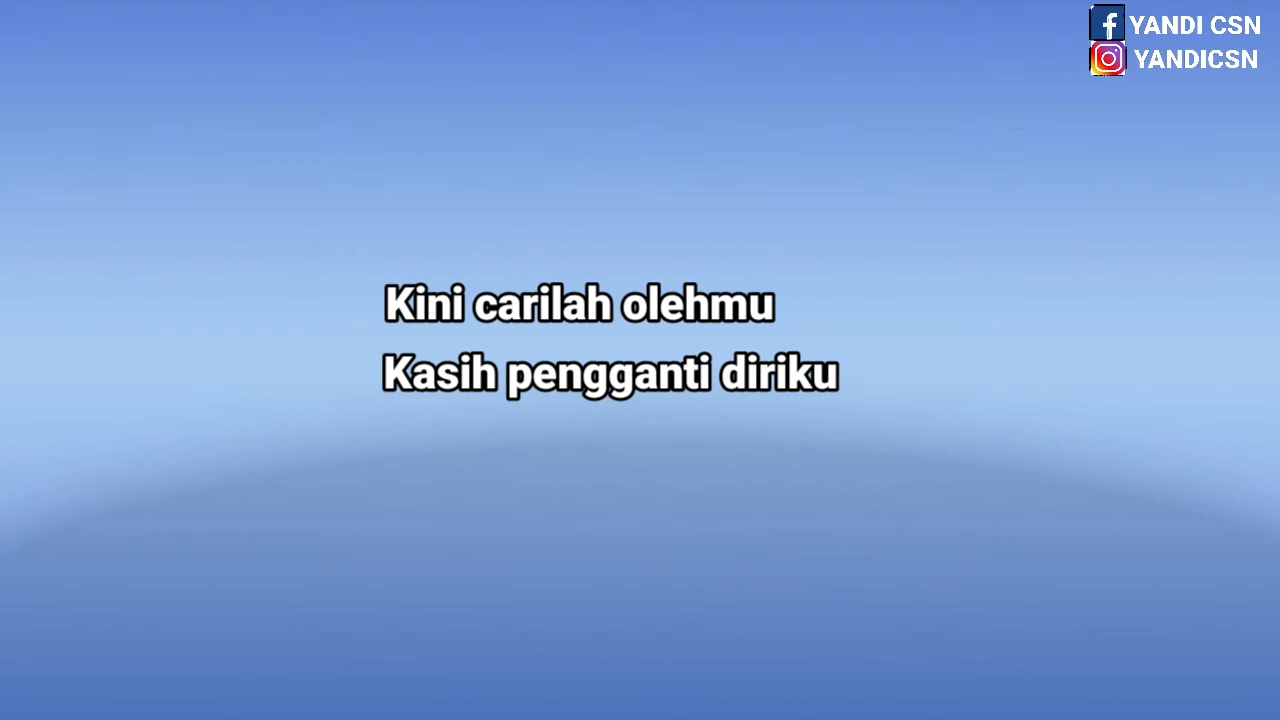 YANDI CSN
YANDICSN
Kini carilah olehmu
Kasih pengganti diriku